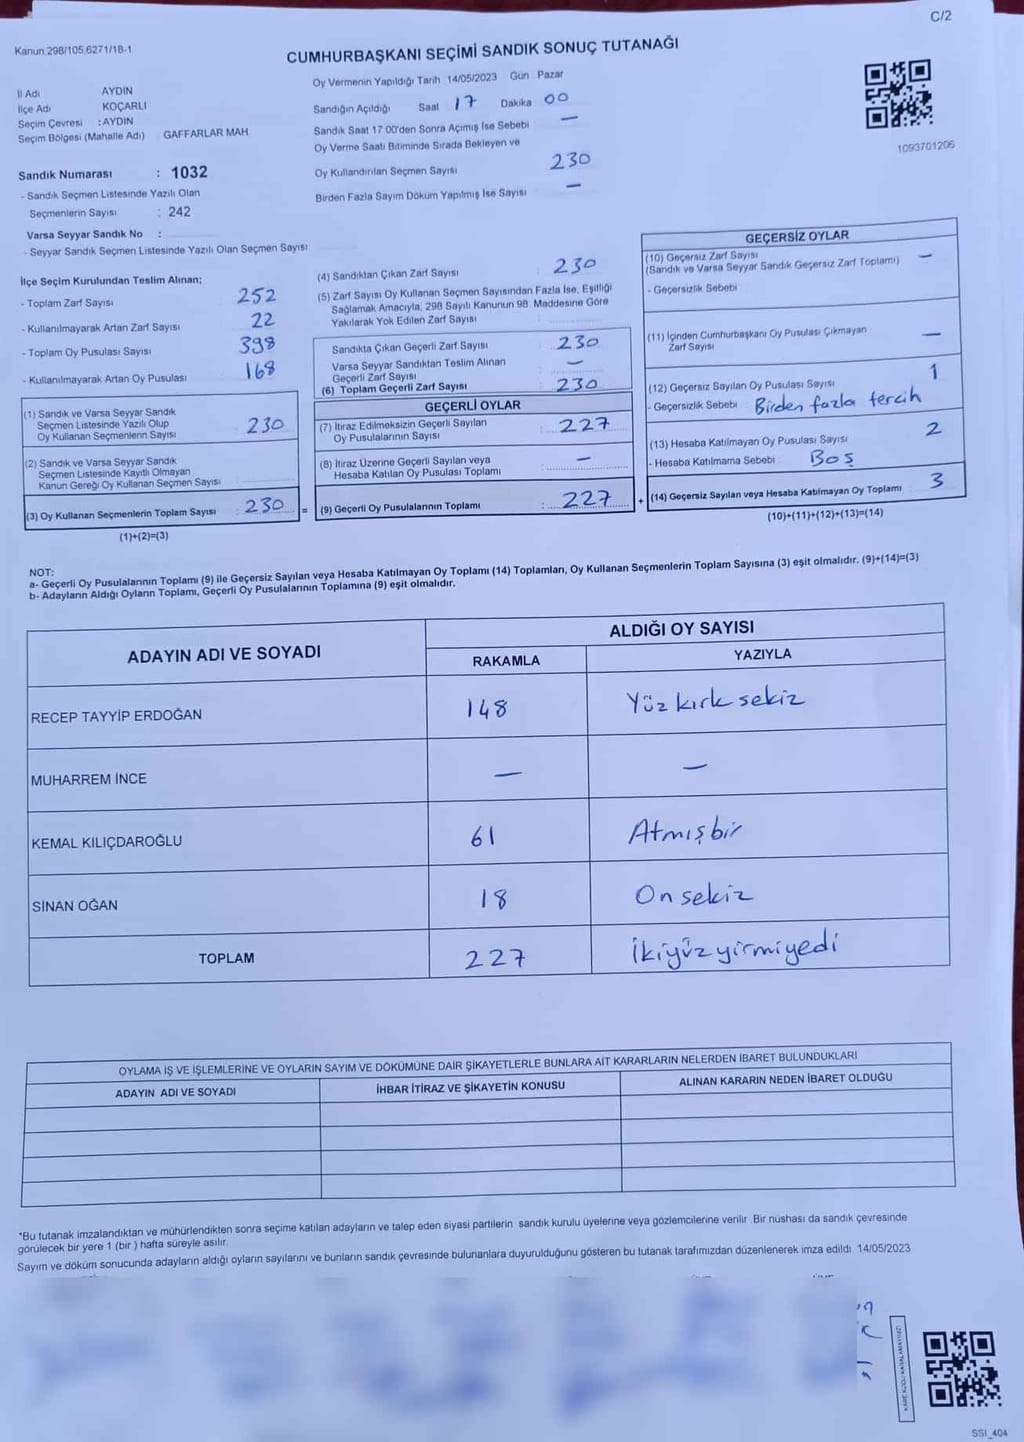 C/2
Kanun:298/105,6271/18-1
CUMHURBAŞKANI SEÇİMİ SANDIK SONUÇ TUTANAĞI
Oy Vermenin Yapıldığı Tarih 14/05/2023 Gün Pazar
İl Adı AYDIN
İlçe Adı KOÇARLI
Seçim Çevresi : AYDIN
Seçim Bölgesi (Mahalle Adı) GAFFARLAR MAH
Sandık Numarası : 1032
- Sandık Seçmen Listesinde Yazılı Olan
Seçmenlerin Sayısı : 242
Varsa Seyyar Sandık No :
- Seyyar Sandık Seçmen Listesinde Yazılı Olan Seçmen Sayısı
Sandığın Açıldığı Saat 17 Dakika 00
Sandık Saat 17 00'den Sonra Açımış İse Sebebi —
Oy Verme Saati Bitiminde Sırada Bekleyen ve
Oy Kullandırılan Seçmen Sayısı 230
Birden Fazla Sayım Döküm Yapılmış İse Sayısı —
1093701206
İlçe Seçim Kurulundan Teslim Alınan;
- Toplam Zarf Sayısı 252
- Kullanılmayarak Artan Zarf Sayısı 22
- Toplam Oy Pusulası Sayısı 398
- Kullanılmayarak Artan Oy Pusulası 168
(1) Sandık ve Varsa Seyyar Sandık
Seçmen Listesinde Yazılı Olup
Oy Kullanan Seçmenlerin Sayısı 230
(2) Sandık ve Varsa Seyyar Sandık
Seçmen Listesinde Kayıtlı Olmayan
Kanun Gereği Oy Kullanan Seçmen Sayısı
(3) Oy Kullanan Seçmenlerin Toplam Sayısı : 230 =
(1)+(2)=(3)
(4) Sandıktan Çıkan Zarf Sayısı : 230
(5) Zarf Sayısı Oy Kullanan Seçmen Sayısından Fazla İse, Eşitliği
Sağlamak Amacıyla, 298 Sayılı Kanunun 98 Maddesine Göre
Yakılarak Yok Edilen Zarf Sayısı :
Sandıkta Çıkan Geçerli Zarf Sayısı : 230
Varsa Seyyar Sandıktan Teslim Alınan
Geçerli Zarf Sayısı : —
(6) Toplam Geçerli Zarf Sayısı : 230
GEÇERLİ OYLAR
(7) İtiraz Edilmeksizin Geçerli Sayılan
Oy Pusulalarının Sayısı : 227
(8) İtiraz Üzerine Geçerli Sayılan veya
Hesaba Katılan Oy Pusulası Toplamı : —
(9) Geçerli Oy Pusulalarının Toplamı : 227 +
GEÇERSİZ OYLAR
(10) Geçersiz Zarf Sayısı —
(Sandık ve Varsa Seyyar Sandık Geçersiz Zarf Toplamı)
- Geçersizlik Sebebi
(11) İçinden Cumhurbaşkanı Oy Pusulası Çıkmayan —
Zarf Sayısı
(12) Geçersiz Sayılan Oy Pusulası Sayısı 1
- Geçersizlik Sebebi : Birden fazla tercih
(13) Hesaba Katılmayan Oy Pusulası Sayısı 2
- Hesaba Katılmama Sebebi : Boş
(14) Geçersiz Sayılan veya Hesaba Katılmayan Oy Toplamı 3
(10)+(11)+(12)+(13)=(14)
NOT:
a- Geçerli Oy Pusulalarının Toplamı (9) ile Geçersiz Sayılan veya Hesaba Katılmayan Oy Toplamı (14) Toplamları, Oy Kullanan Seçmenlerin Toplam Sayısına (3) eşit olmalıdır. (9)+(14)=(3)
b- Adayların Aldığı Oyların Toplamı, Geçerli Oy Pusulalarının Toplamına (9) eşit olmalıdır.
ADAYIN ADI VE SOYADI ALDIĞI OY SAYISI
RAKAMLA YAZIYLA
RECEP TAYYİP ERDOĞAN 148 Yüz kırk sekiz
MUHARREM İNCE — —
KEMAL KILIÇDAROĞLU 61 Atmışbir
SİNAN OĞAN 18 On sekiz
TOPLAM 227 İkiyüzyirmiyedi
OYLAMA İŞ VE İŞLEMLERİNE VE OYLARIN SAYIM VE DÖKÜMÜNE DAİR ŞİKAYETLERLE BUNLARA AİT KARARLARIN NELERDEN İBARET BULUNDUKLARI
ADAYIN ADI VE SOYADI İHBAR İTİRAZ VE ŞİKAYETİN KONUSU ALINAN KARARIN NEDEN İBARET OLDUĞU
*Bu tutanak imzalandıktan ve mühürlendikten sonra seçime katılan adayların ve talep eden siyasi partilerin sandık kurulu üyelerine veya gözlemcilerine verilir Bir nüshası da sandık çevresinde
görülecek bir yere 1 (bir ) hafta süreyle asılır.
Sayım ve döküm sonucunda adayların aldığı oyların sayılarını ve bunların sandık çevresinde bulunanlara duyurulduğunu gösteren bu tutanak tarafımızdan düzenlenerek imza edildi. 14/05/2023
KARE KODU KARALAMAYINIZ!
SSI_404